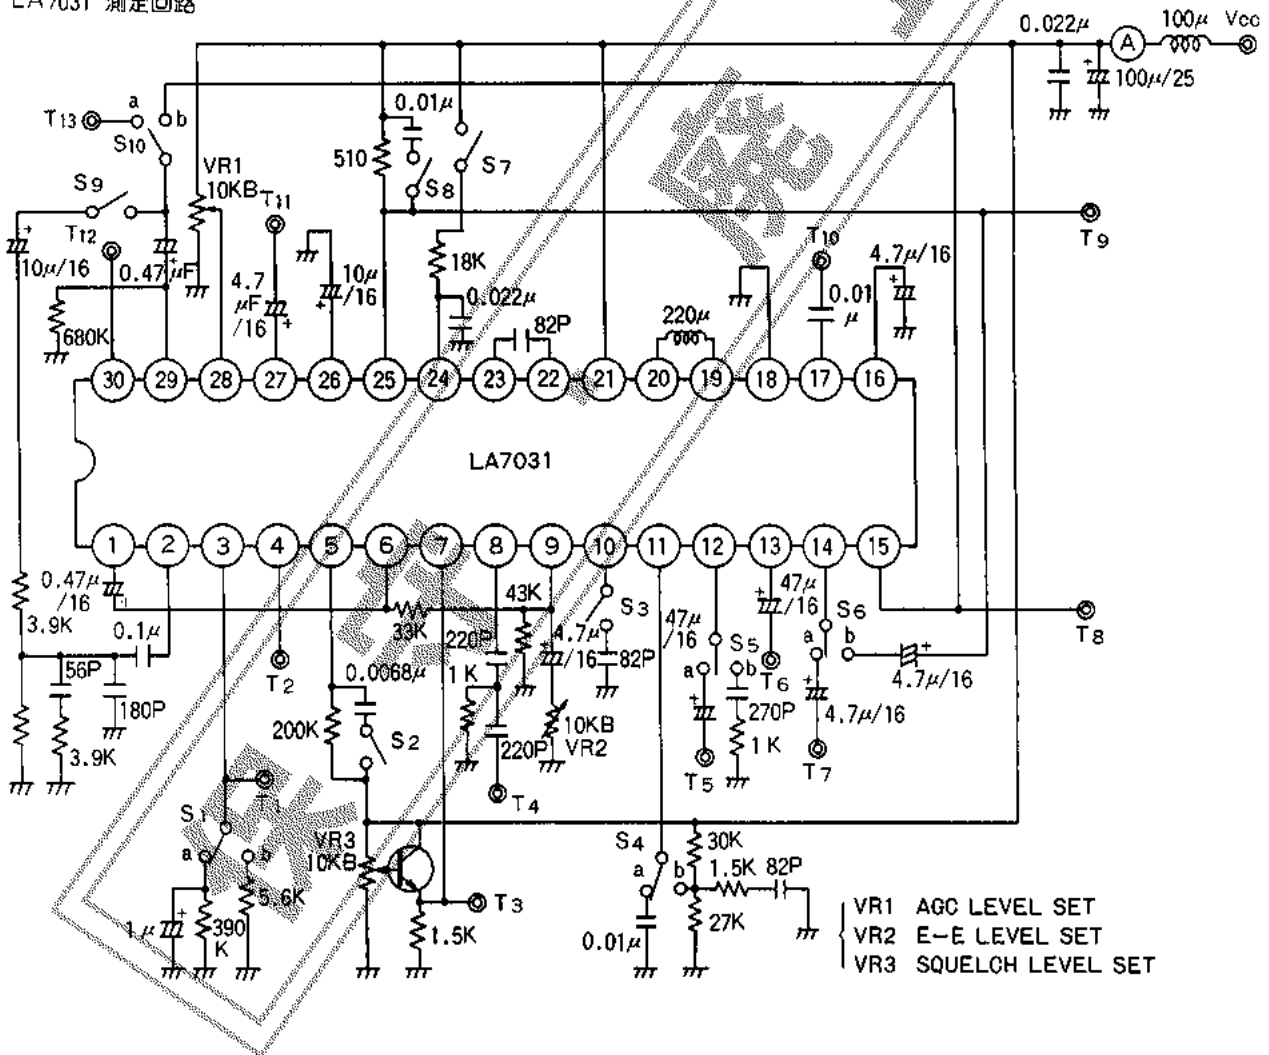 LA7031 測定回路
0.022μ
100μ
Vcc
A
100μ/25
T13
a
b
S10
0.01μ
510
S8
S7
VR1
10KB
T11
S9
T12
10μ/16
0.47μF
4.7
μF
/16
10μ
/16
18K
0.022μ
T9
T10
0.01
μ
4.7μ/16
680K
82P
220μ
30 29 28 27 26 25 24 23 22 21 20 19 18 17 16
LA7031
1 2 3 4 5 6 7 8 9 10 11 12 13 14 15
0.47μ
/16
3.9K
0.1μ
56P
180P
3.9K
T2
33K
43K
220P
1K
220P
T4
4.7μ
/16
10KB
VR2
S3
82P
0.0068μ
200K
S2
47μ
/16
S5
a
b
270P
1K
T5
47μ
/16
T6
S6
a
b
4.7μ/16
4.7μ/16
T7
T8
S1
a
b
1μ
390
K
5.6K
VR3
10KB
T3
1.5K
S4
a
b
0.01μ
30K
1.5K 82P
27K
VR1 AGC LEVEL SET
VR2 E-E LEVEL SET
VR3 SQUELCH LEVEL SET